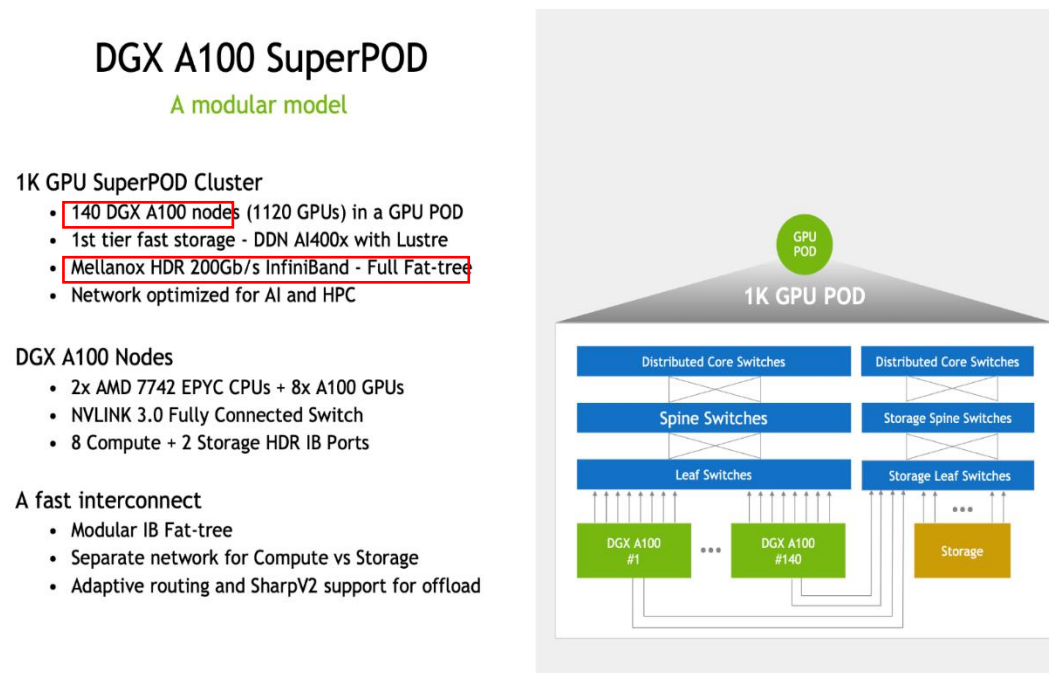 DGX A100 SuperPOD
A modular model
1K GPU SuperPOD Cluster
• 140 DGX A100 nodes (1120 GPUs) in a GPU POD
• 1st tier fast storage - DDN AI400x with Lustre
• Mellanox HDR 200Gb/s InfiniBand - Full Fat-tree
• Network optimized for AI and HPC
DGX A100 Nodes
• 2x AMD 7742 EPYC CPUs + 8x A100 GPUs
• NVLINK 3.0 Fully Connected Switch
• 8 Compute + 2 Storage HDR IB Ports
A fast interconnect
• Modular IB Fat-tree
• Separate network for Compute vs Storage
• Adaptive routing and SharpV2 support for offload
GPU
POD
1K GPU POD
Distributed Core Switches
Distributed Core Switches
Spine Switches
Storage Spine Switches
Leaf Switches
Storage Leaf Switches
DGX A100
#1
•••
DGX A100
#140
•••
Storage